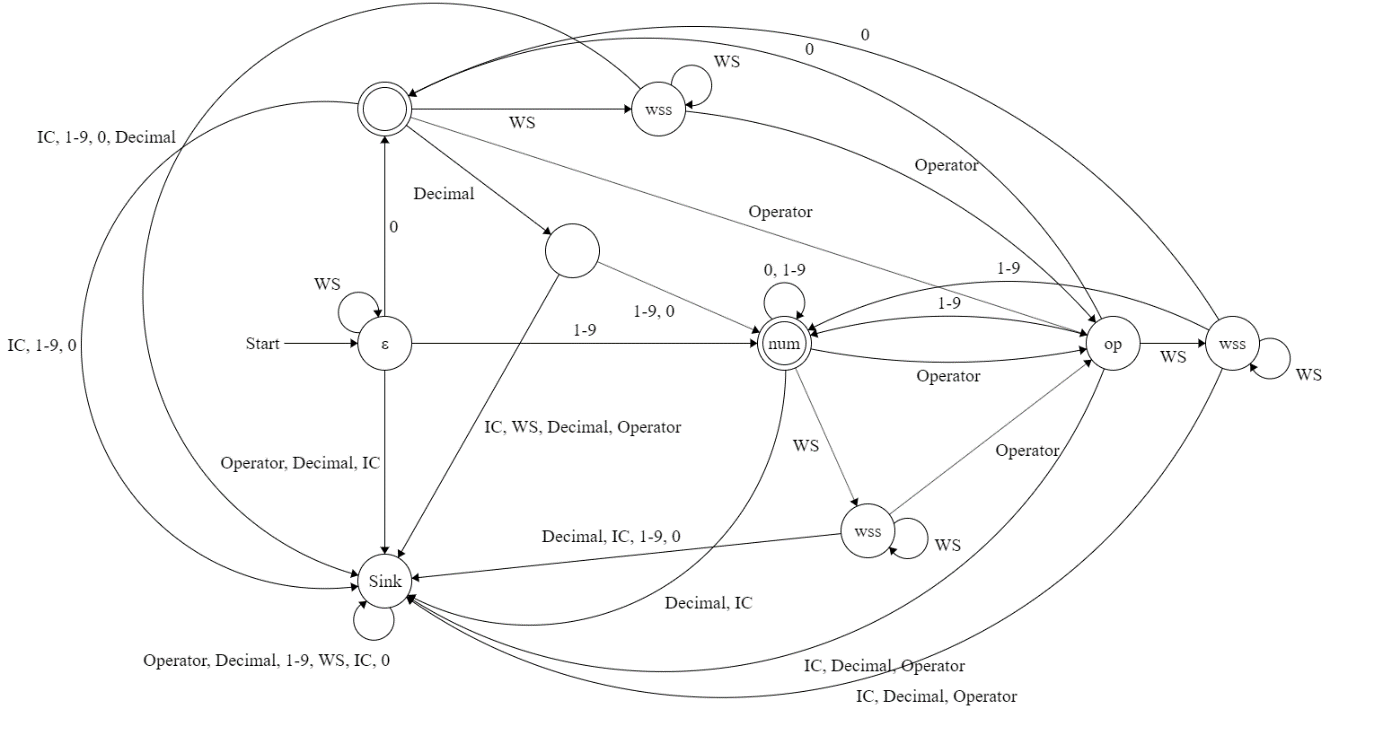 0
0
WS
wss
WS
IC, 1-9, 0, Decimal
Operator
Decimal
Operator
0
0, 1-9
1-9
WS
1-9
1-9, 0
1-9
Start
ε
num
op
wss
IC, 1-9, 0
WS
WS
Operator
IC, WS, Decimal, Operator
WS
Operator
Operator, Decimal, IC
wss
Decimal, IC, 1-9, 0
WS
Sink
Decimal, IC
Operator, Decimal, 1-9, WS, IC, 0
IC, Decimal, Operator
IC, Decimal, Operator